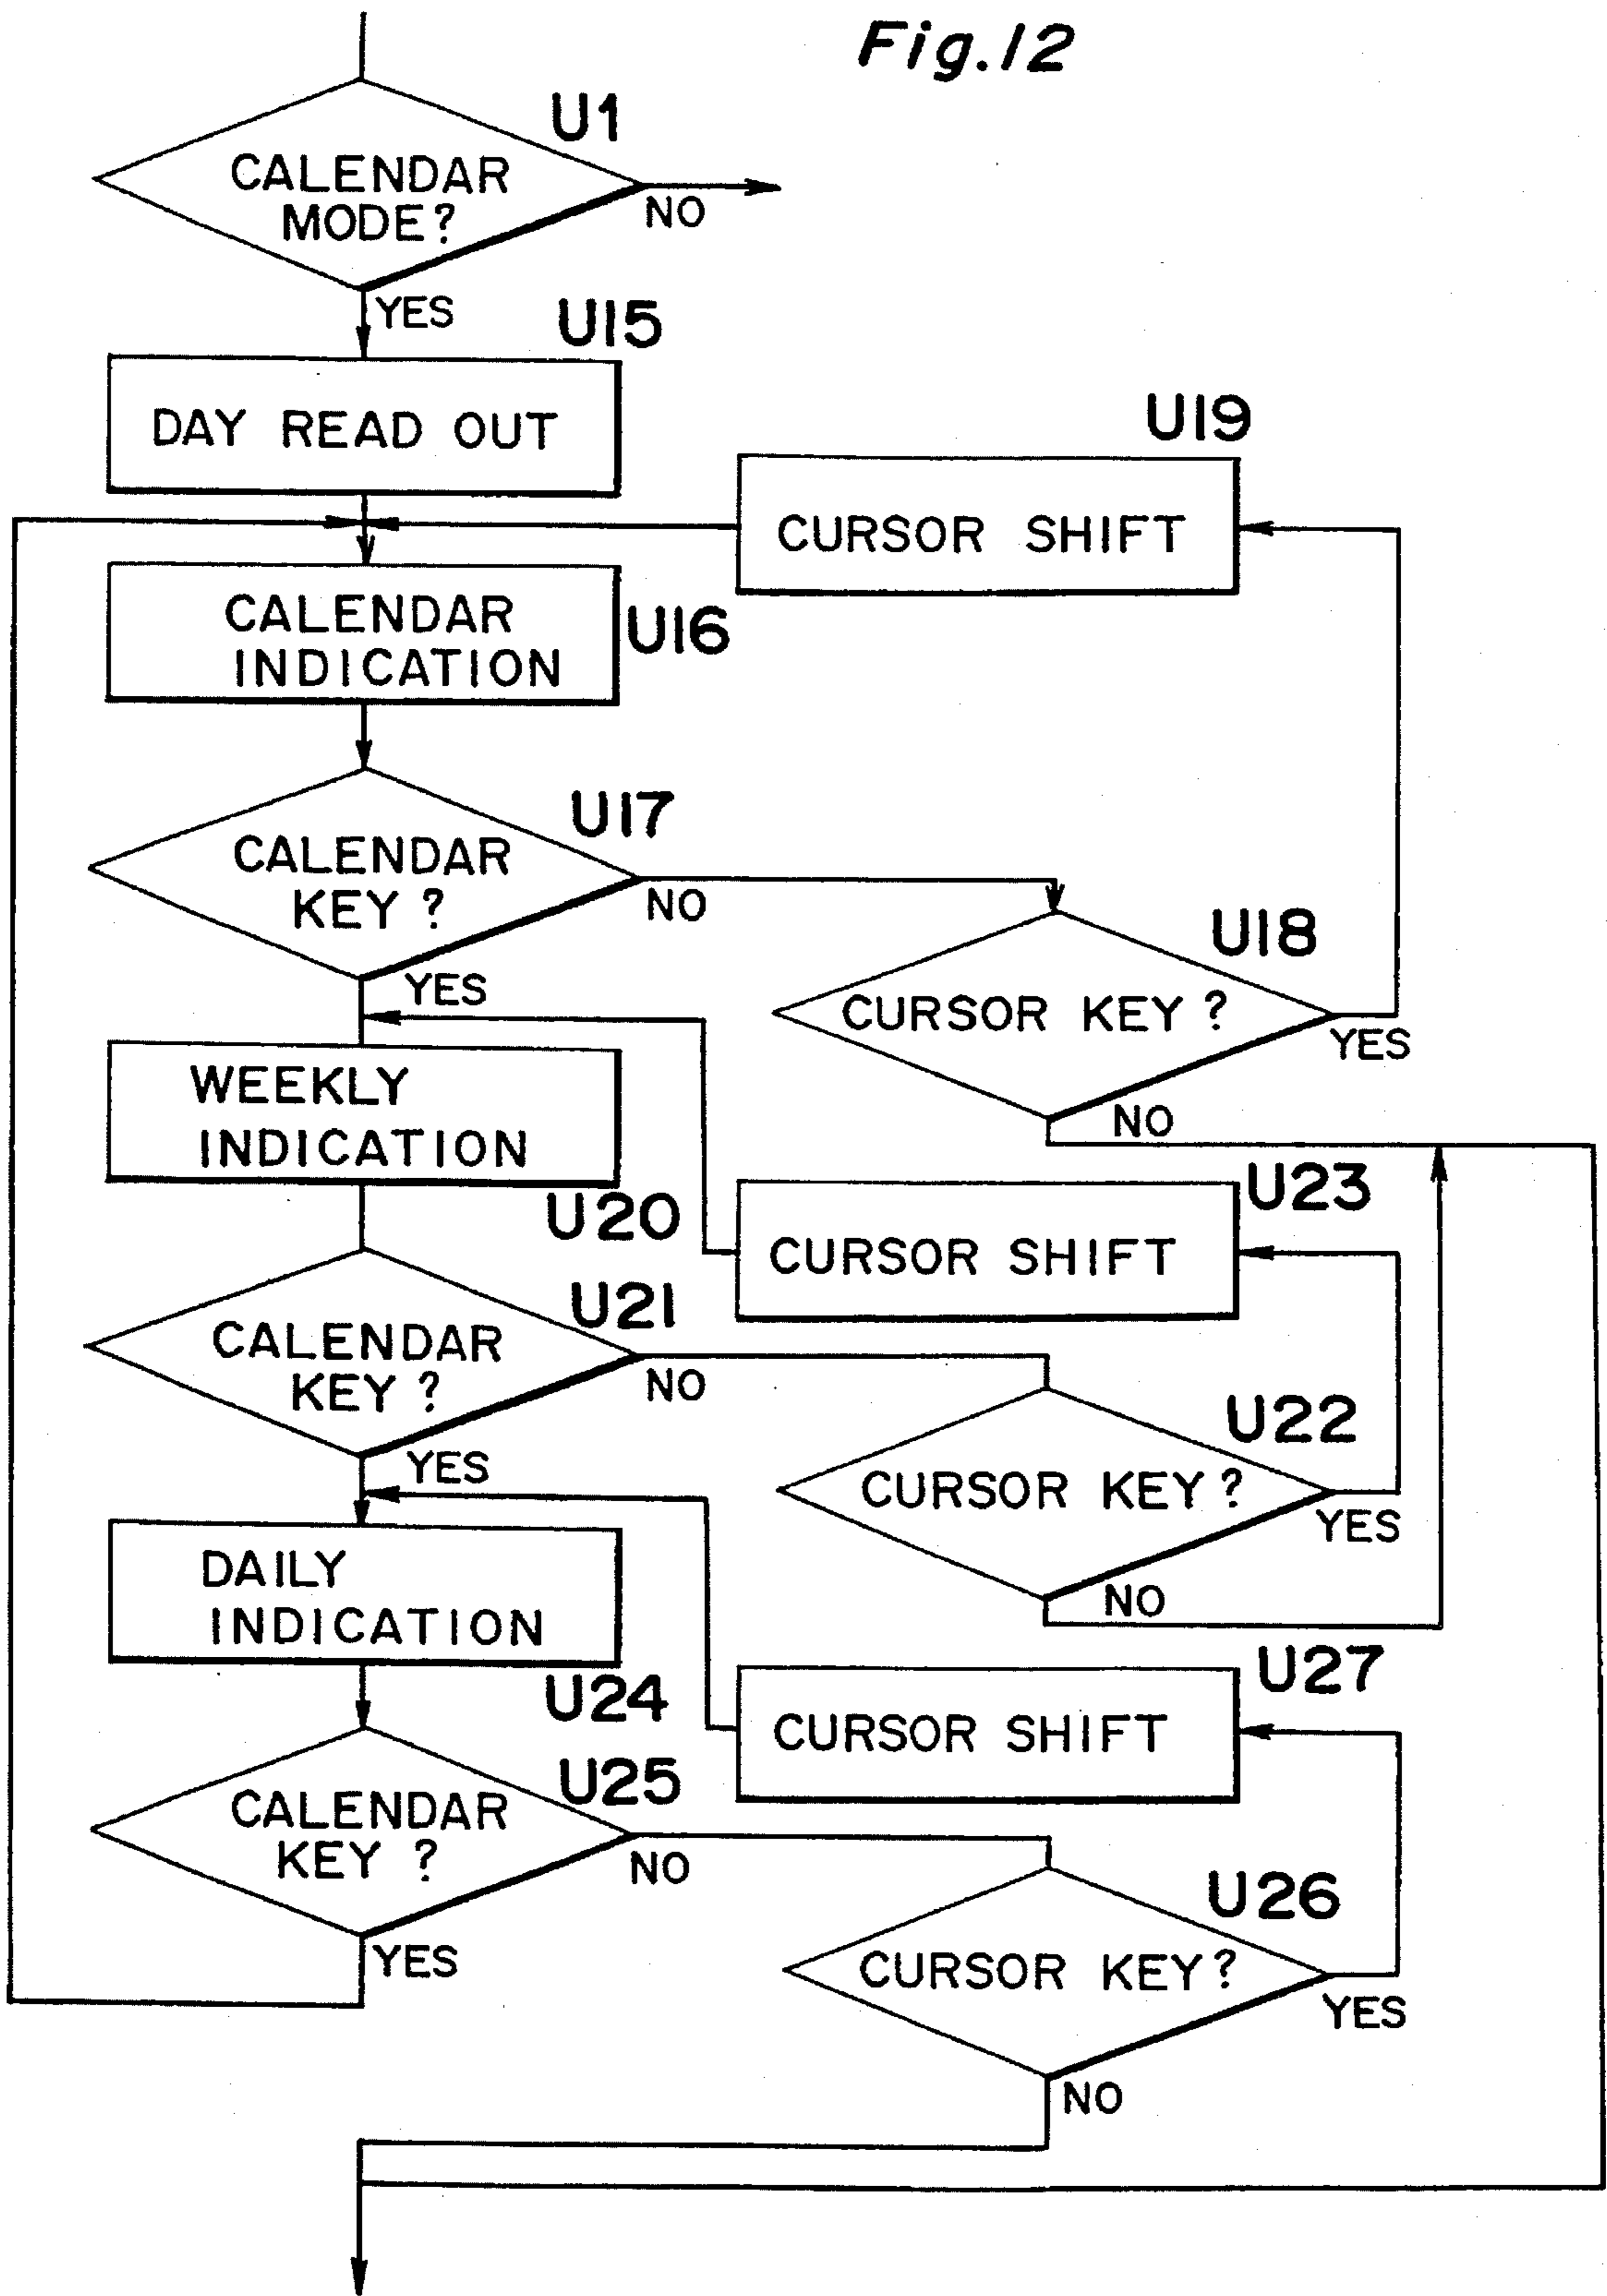 Fig.12
U1
CALENDAR
MODE?
NO
YES
U15
DAY READ OUT
U19
CURSOR SHIFT
CALENDAR
INDICATION
U16
U17
CALENDAR
KEY?
NO
YES
U18
CURSOR KEY?
YES
NO
WEEKLY
INDICATION
U20
U23
CURSOR SHIFT
U21
CALENDAR
KEY?
NO
YES
U22
CURSOR KEY?
YES
NO
DAILY
INDICATION
U24
U27
CURSOR SHIFT
U25
CALENDAR
KEY?
NO
YES
U26
CURSOR KEY?
YES
NO